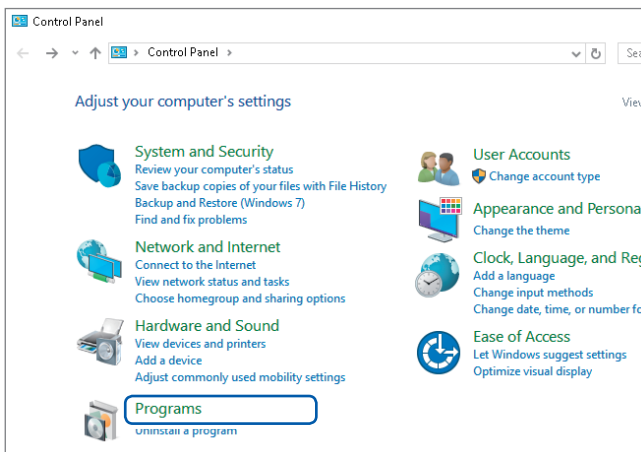 Control Panel
Control Panel
Adjust your computer's settings
System and Security
Review your computer's status
Save backup copies of your files with File History
Backup and Restore (Windows 7)
Find and fix problems
Network and Internet
Connect to the Internet
View network status and tasks
Choose homegroup and sharing options
Hardware and Sound
View devices and printers
Add a device
Adjust commonly used mobility settings
Programs
Uninstall a program
User Accounts
Change account type
Appearance and Persona
Change the theme
Clock, Language, and Reg
Add a language
Change input methods
Change date, time, or number fo
Ease of Access
Let Windows suggest settings
Optimize visual display